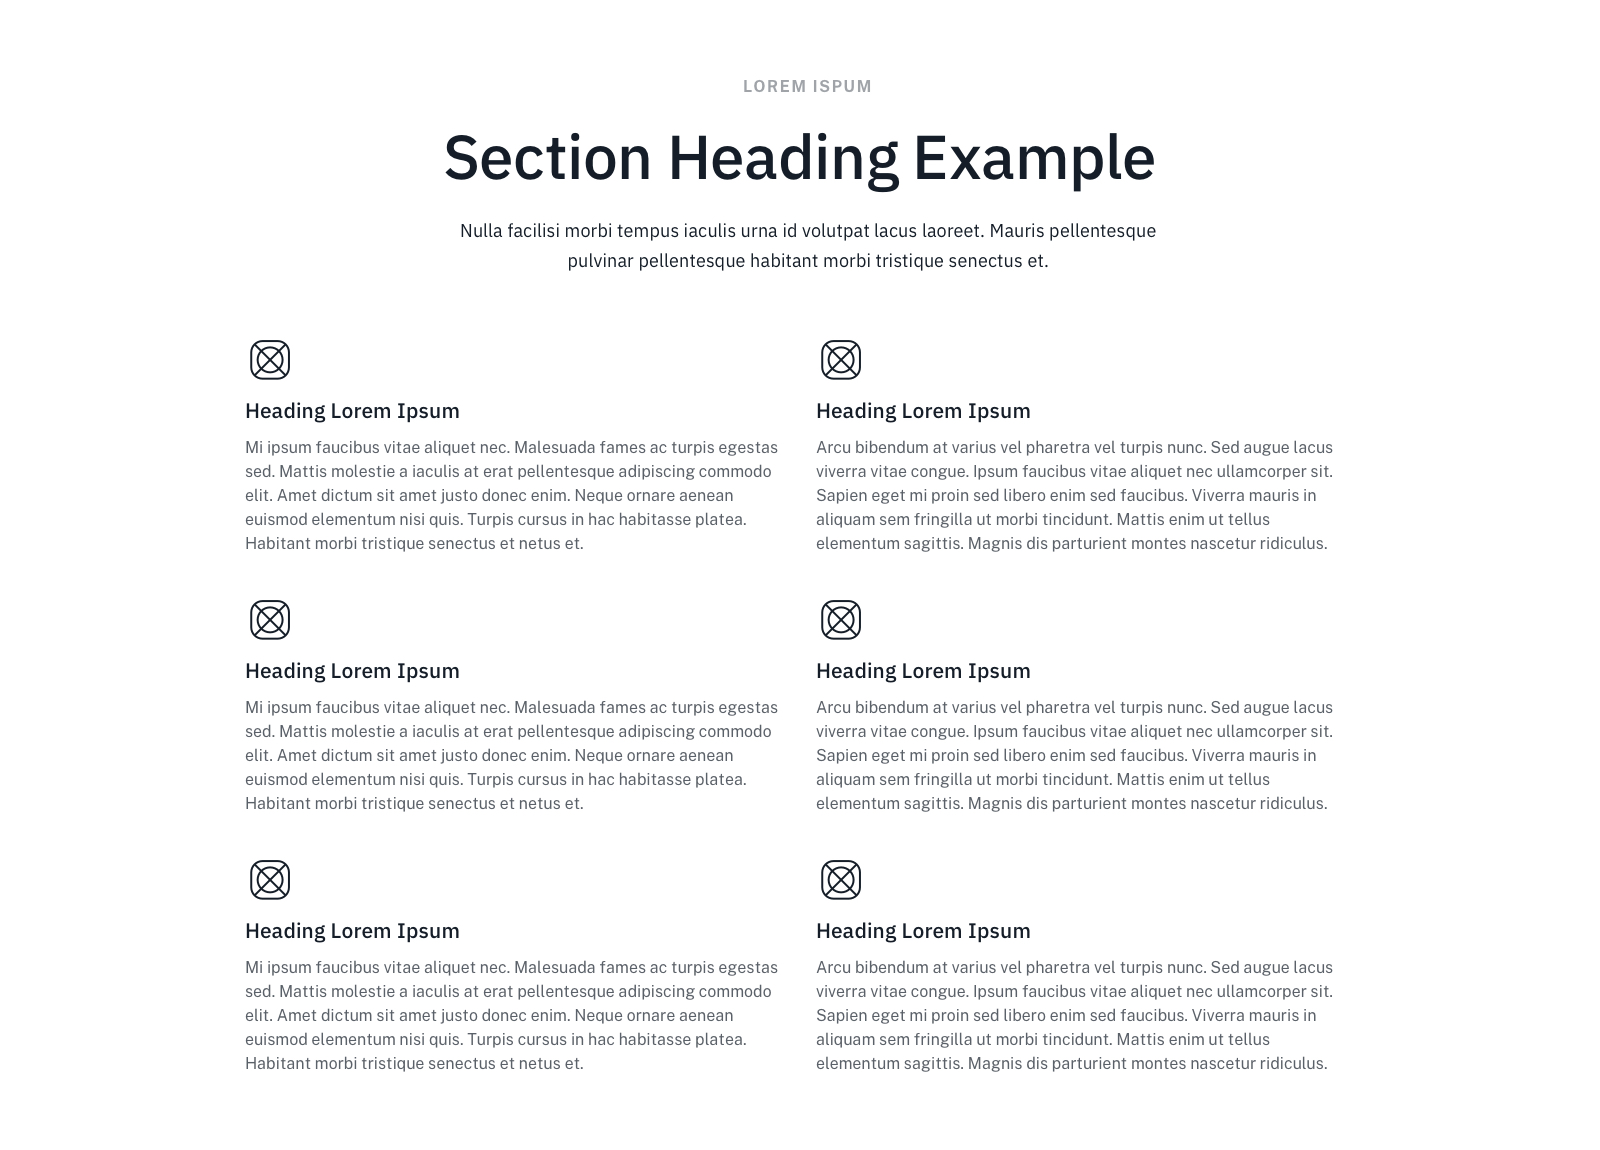 LOREM ISPUM
Section Heading Example
Nulla facilisi morbi tempus iaculis urna id volutpat lacus laoreet. Mauris pellentesque
pulvinar pellentesque habitant morbi tristique senectus et.
Heading Lorem Ipsum
Mi ipsum faucibus vitae aliquet nec. Malesuada fames ac turpis egestas
sed. Mattis molestie a iaculis at erat pellentesque adipiscing commodo
elit. Amet dictum sit amet justo donec enim. Neque ornare aenean
euismod elementum nisi quis. Turpis cursus in hac habitasse platea.
Habitant morbi tristique senectus et netus et.
Heading Lorem Ipsum
Arcu bibendum at varius vel pharetra vel turpis nunc. Sed augue lacus
viverra vitae congue. Ipsum faucibus vitae aliquet nec ullamcorper sit.
Sapien eget mi proin sed libero enim sed faucibus. Viverra mauris in
aliquam sem fringilla ut morbi tincidunt. Mattis enim ut tellus
elementum sagittis. Magnis dis parturient montes nascetur ridiculus.
Heading Lorem Ipsum
Mi ipsum faucibus vitae aliquet nec. Malesuada fames ac turpis egestas
sed. Mattis molestie a iaculis at erat pellentesque adipiscing commodo
elit. Amet dictum sit amet justo donec enim. Neque ornare aenean
euismod elementum nisi quis. Turpis cursus in hac habitasse platea.
Habitant morbi tristique senectus et netus et.
Heading Lorem Ipsum
Arcu bibendum at varius vel pharetra vel turpis nunc. Sed augue lacus
viverra vitae congue. Ipsum faucibus vitae aliquet nec ullamcorper sit.
Sapien eget mi proin sed libero enim sed faucibus. Viverra mauris in
aliquam sem fringilla ut morbi tincidunt. Mattis enim ut tellus
elementum sagittis. Magnis dis parturient montes nascetur ridiculus.
Heading Lorem Ipsum
Mi ipsum faucibus vitae aliquet nec. Malesuada fames ac turpis egestas
sed. Mattis molestie a iaculis at erat pellentesque adipiscing commodo
elit. Amet dictum sit amet justo donec enim. Neque ornare aenean
euismod elementum nisi quis. Turpis cursus in hac habitasse platea.
Habitant morbi tristique senectus et netus et.
Heading Lorem Ipsum
Arcu bibendum at varius vel pharetra vel turpis nunc. Sed augue lacus
viverra vitae congue. Ipsum faucibus vitae aliquet nec ullamcorper sit.
Sapien eget mi proin sed libero enim sed faucibus. Viverra mauris in
aliquam sem fringilla ut morbi tincidunt. Mattis enim ut tellus
elementum sagittis. Magnis dis parturient montes nascetur ridiculus.